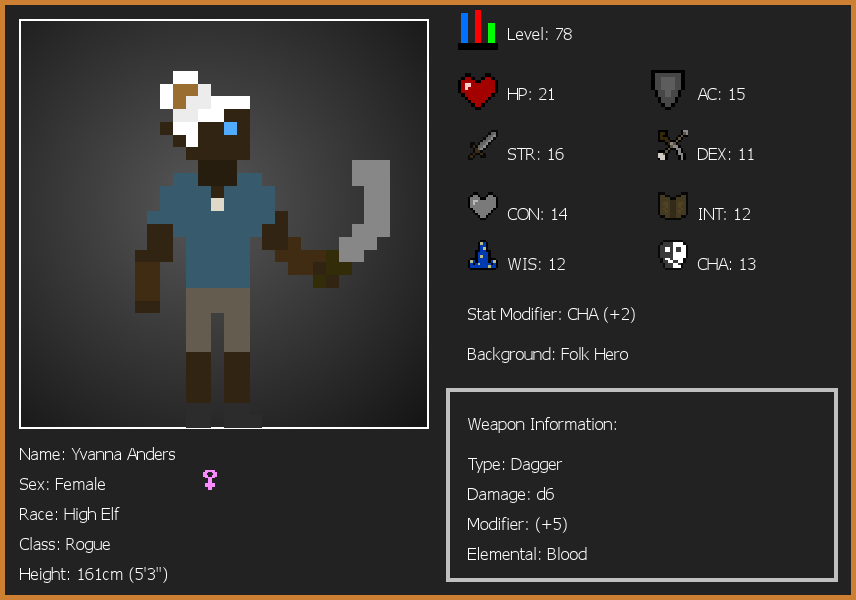 Level: 78
HP: 21
AC: 15
STR: 16
DEX: 11
CON: 14
INT: 12
WIS: 12
CHA: 13
Stat Modifier: CHA (+2)
Background: Folk Hero
Weapon Information:
Type: Dagger
Damage: d6
Modifier: (+5)
Elemental: Blood
Name: Yvanna Anders
Sex: Female
Race: High Elf
Class: Rogue
Height: 161cm (5'3")